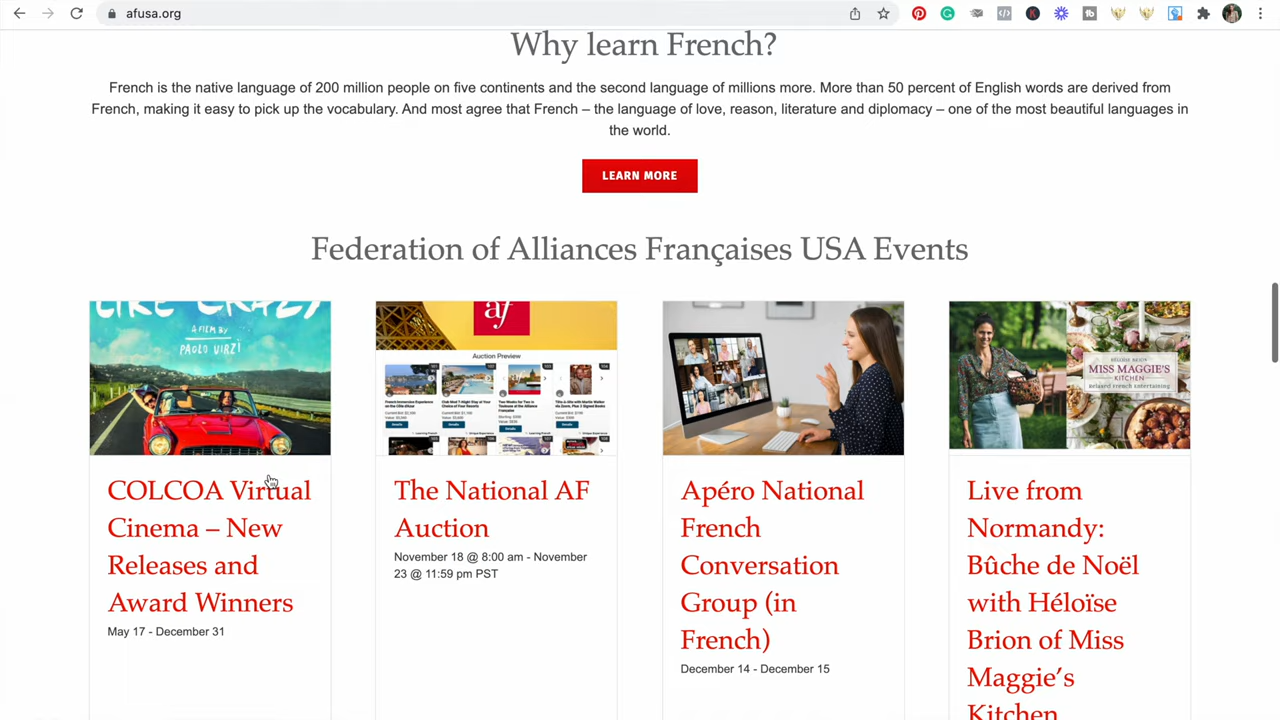 afusa.org
Why learn French?
French is the native language of 200 million people on five continents and the second language of millions more. More than 50 percent of English words are derived from
French, making it easy to pick up the vocabulary. And most agree that French – the language of love, reason, literature and diplomacy – one of the most beautiful languages in
the world.
LEARN MORE
Federation of Alliances Françaises USA Events
LIKE CRAZY
A FILM BY
PAOLO VIRZI
af
Auction Preview
HÉLOÏSE BRION
MISS MAGGIE'S
KITCHEN
RELAXED FRENCH ENTERTAINING
COLCOA Virtual
Cinema – New
Releases and
Award Winners
May 17 - December 31
The National AF
Auction
November 18 @ 8:00 am - November
23 @ 11:59 pm PST
Apéro National
French
Conversation
Group (in
French)
December 14 - December 15
Live from
Normandy:
Bûche de Noël
with Héloïse
Brion of Miss
Maggie's
Kitchen